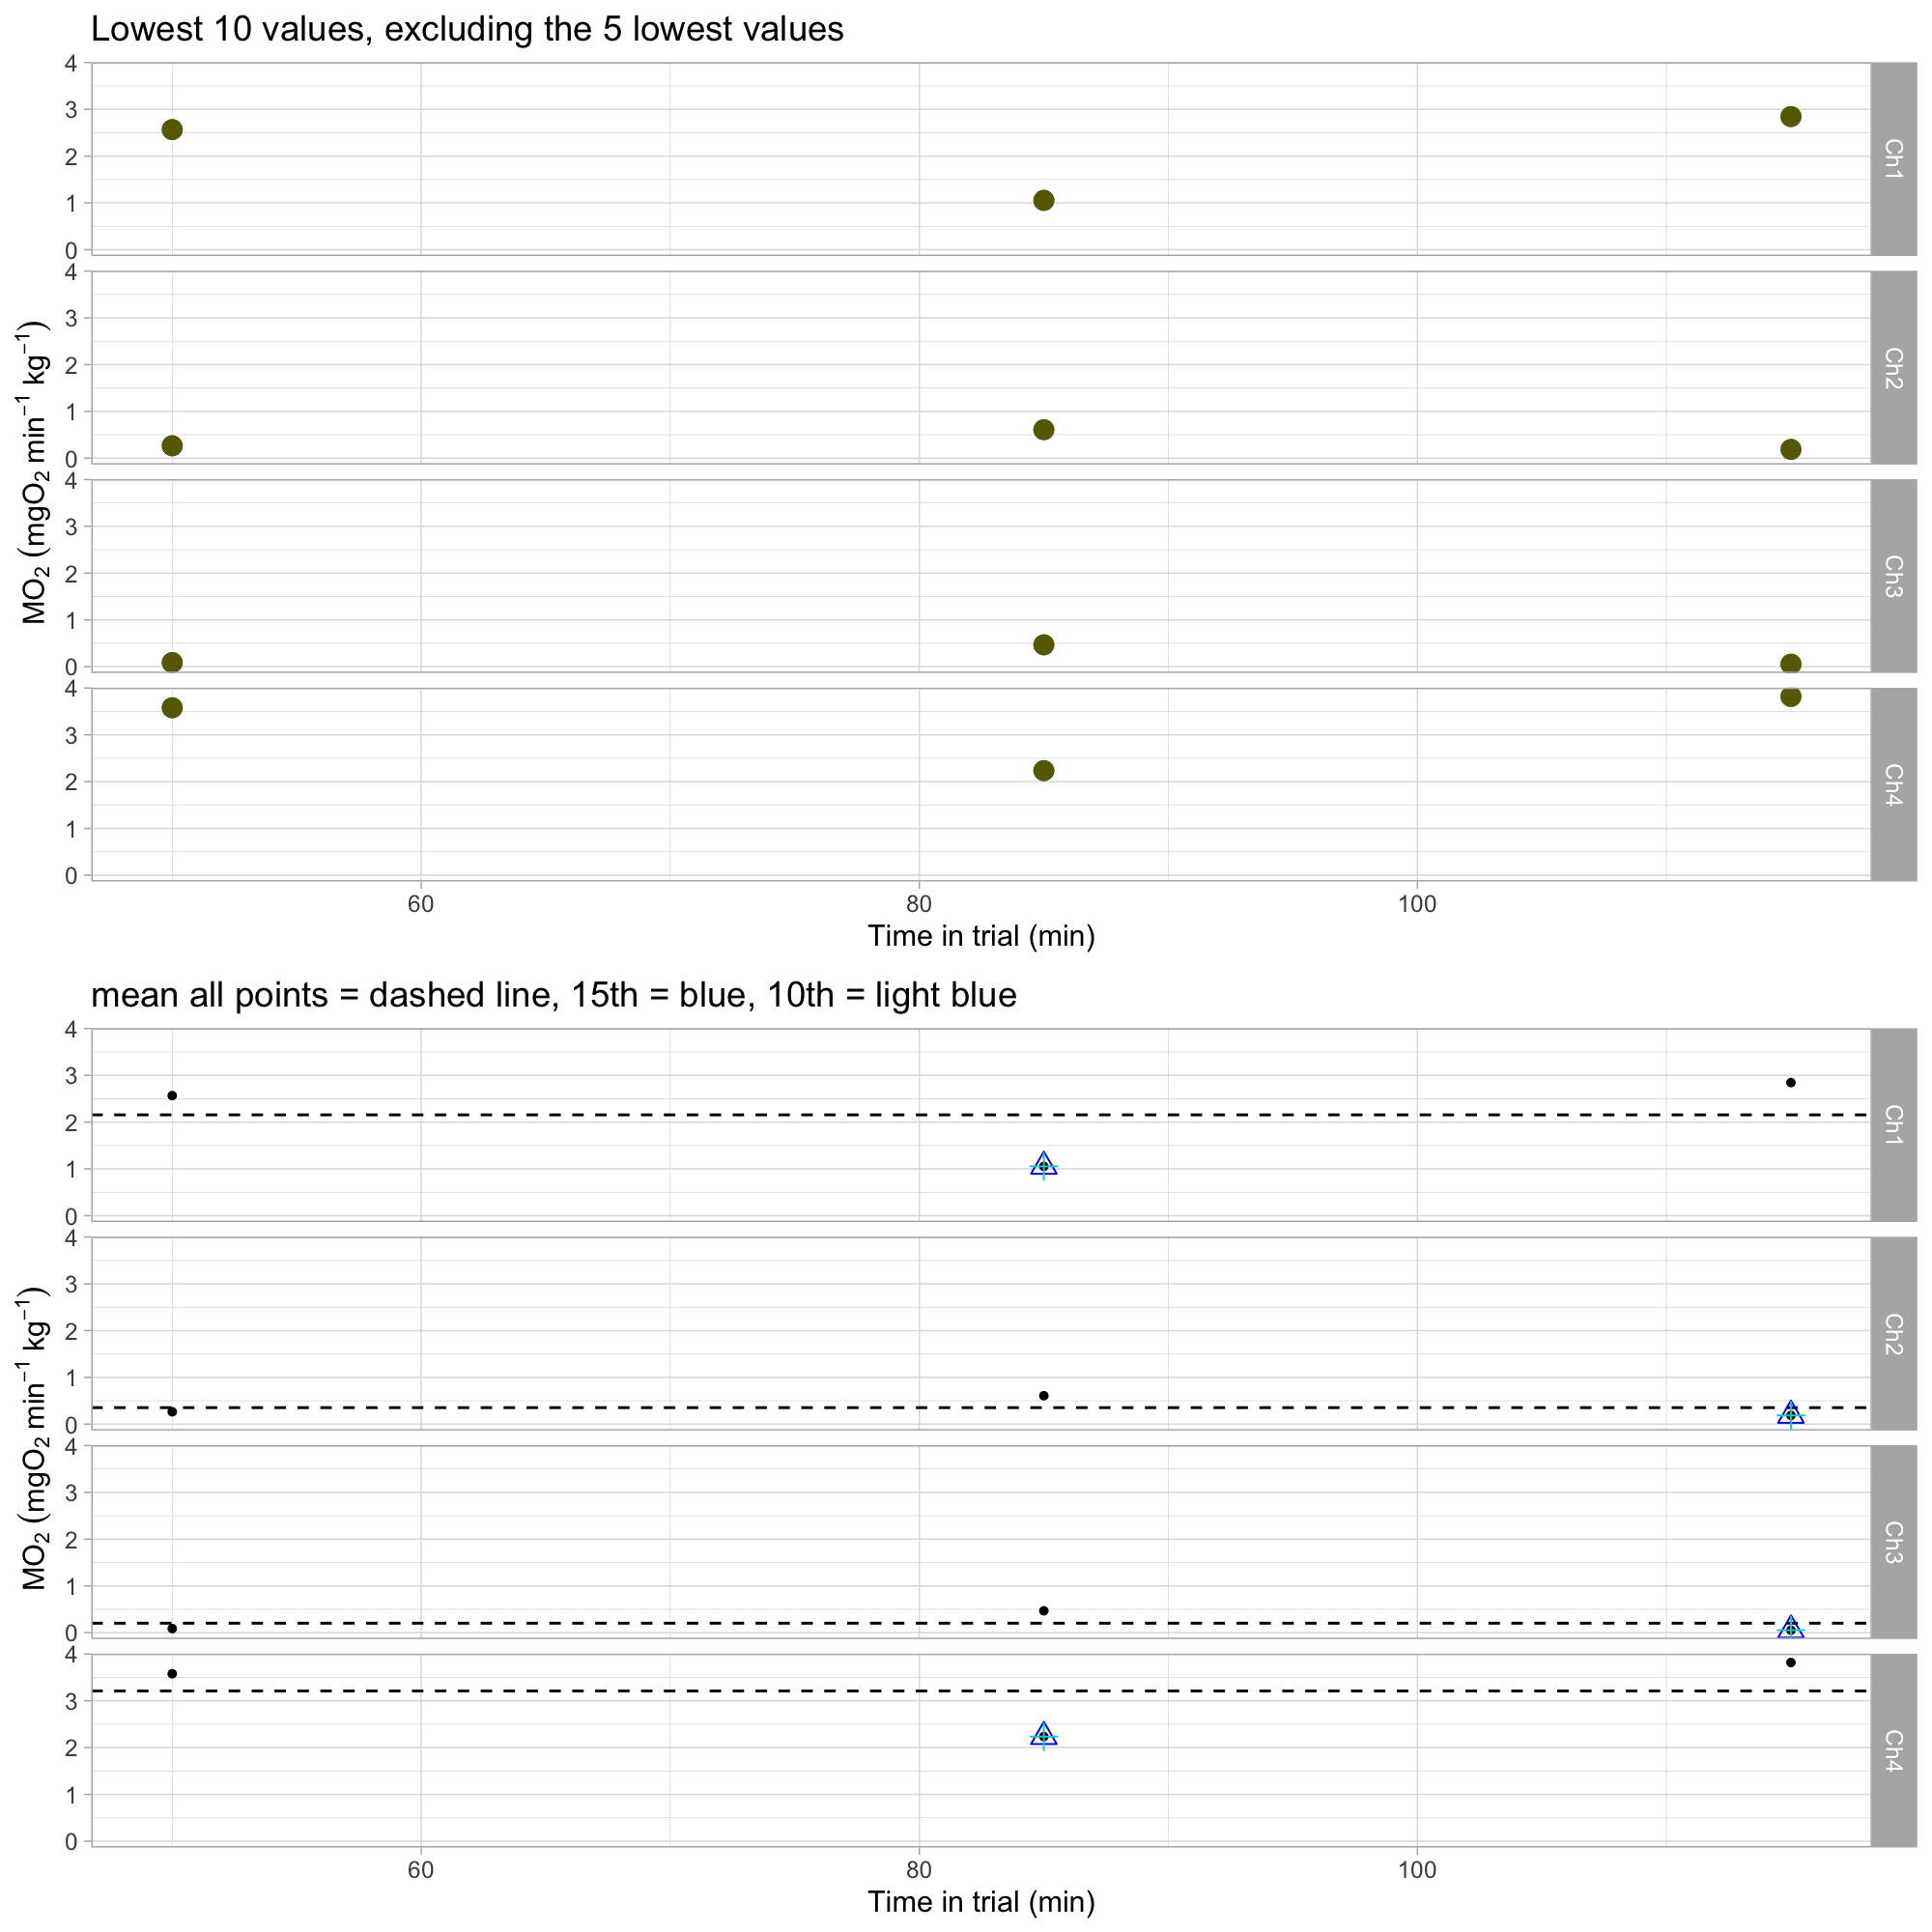 Lowest 10 values, excluding the 5 lowest values
4
3
2
1
0
Ch1
4
3
2
1
0
Ch2
4
3
2
1
0
Ch3
4
3
2
1
0
Ch4
MO₂ (mgO₂ min⁻¹ kg⁻¹)
60 80 100
Time in trial (min)
mean all points = dashed line, 15th = blue, 10th = light blue
4
3
2
1
0
Ch1
4
3
2
1
0
Ch2
4
3
2
1
0
Ch3
4
3
2
1
0
Ch4
MO₂ (mgO₂ min⁻¹ kg⁻¹)
60 80 100
Time in trial (min)